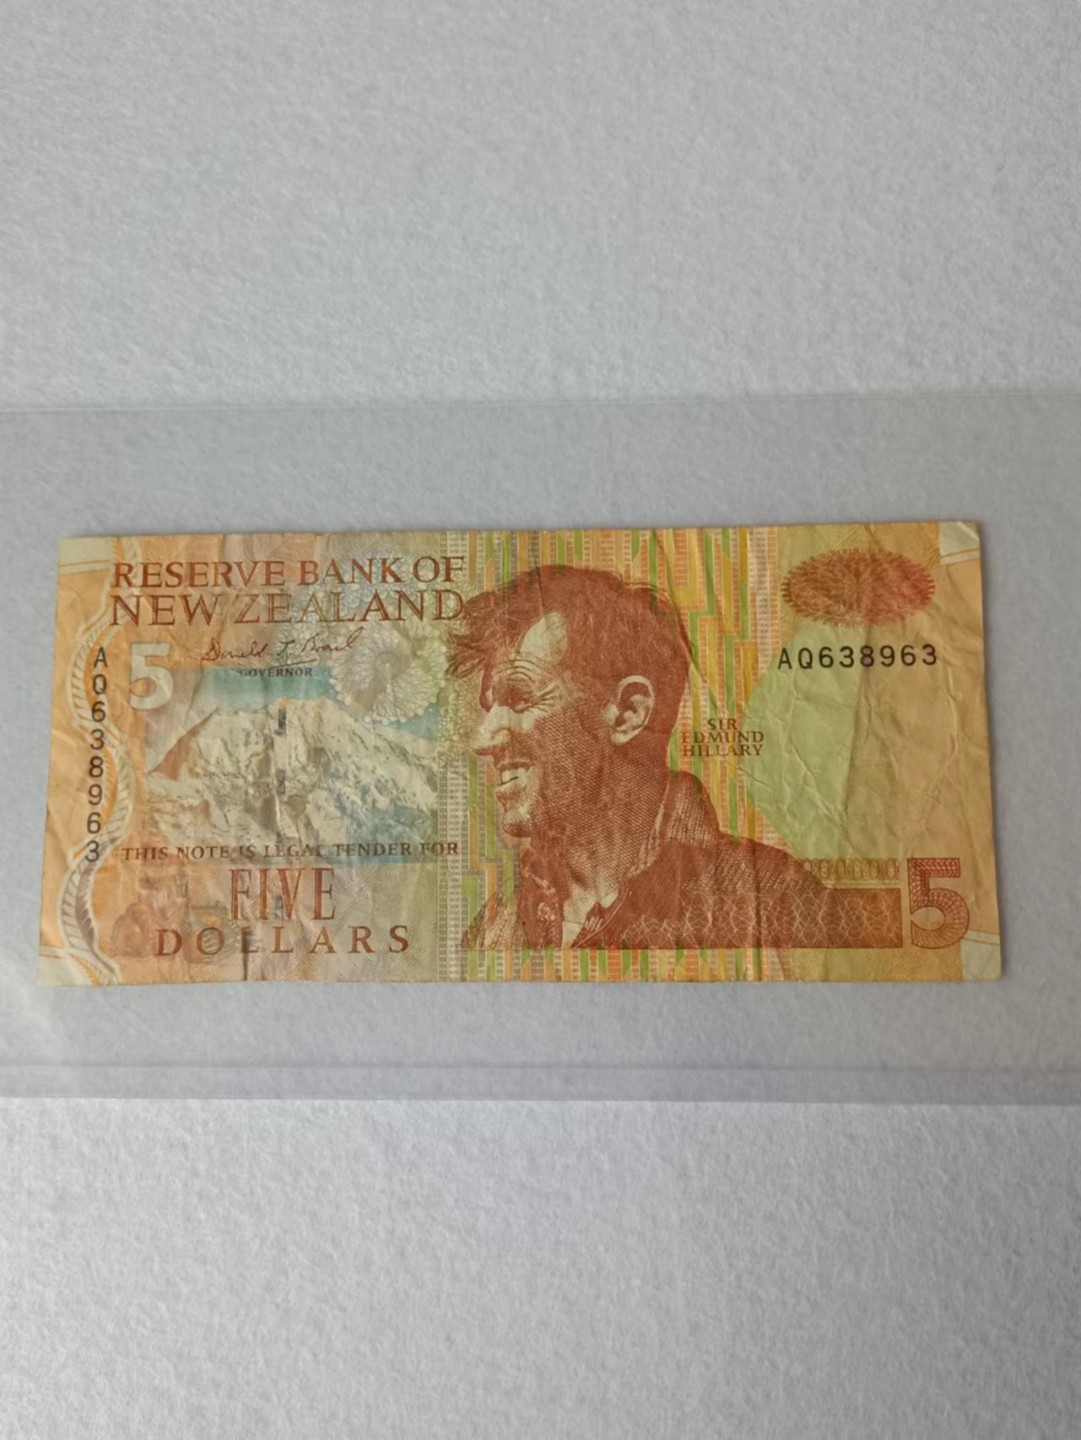 RESERVE BANK OF
NEW ZEALAND
5
GOVERNOR
AQ638963
AQ638963
SIR
EDMUND
HILLARY
THIS NOTE IS LEGAL TENDER FOR
FIVE
DOLLARS
5